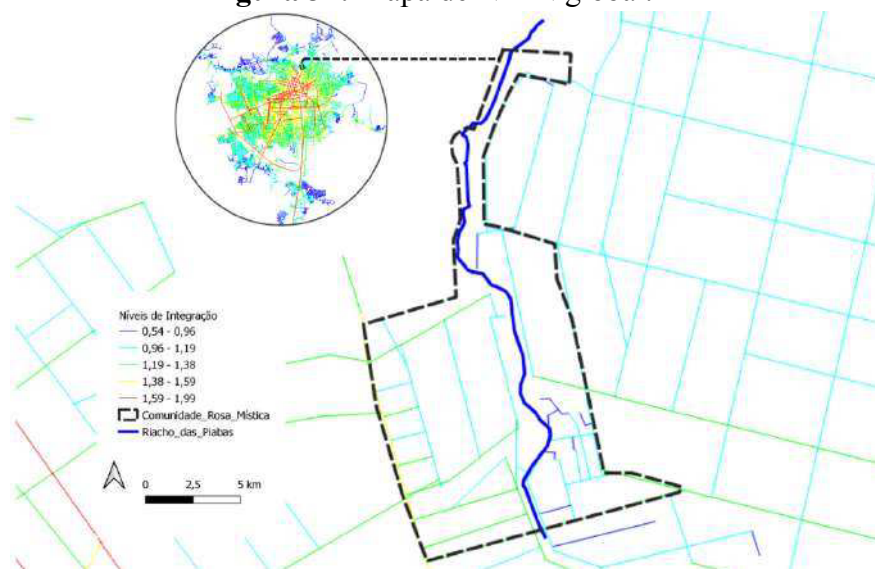 Níveis de Integração
0,54 - 0,96
0,96 - 1,19
1,19 - 1,38
1,38 - 1,59
1,59 - 1,99
Comunidade_Rosa_Mística
Riacho_das_Piabas
0 2,5 5 km